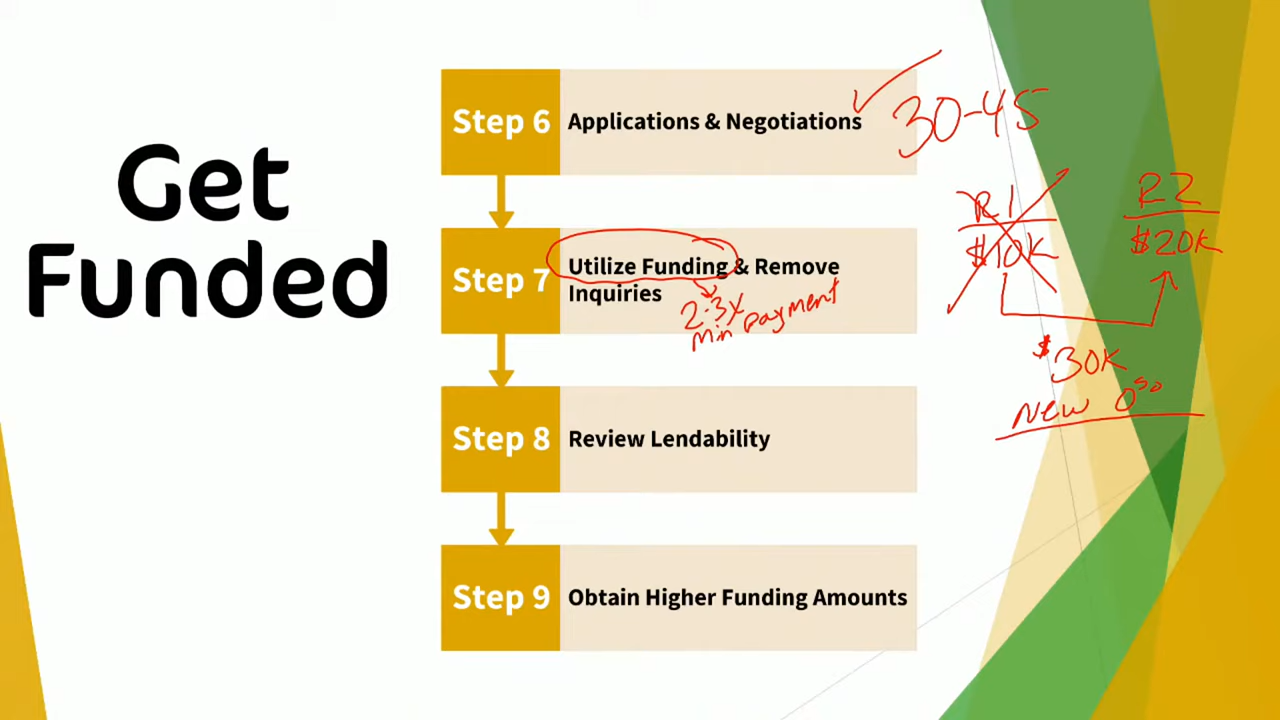 Get
Funded
Step 6
Applications & Negotiations
30-45
R1
$10K
R2
$20K
Step 7
Utilize Funding & Remove
Inquiries
2-3X
Min payment
$30K
New
Step 8
Review Lendability
Step 9
Obtain Higher Funding Amounts